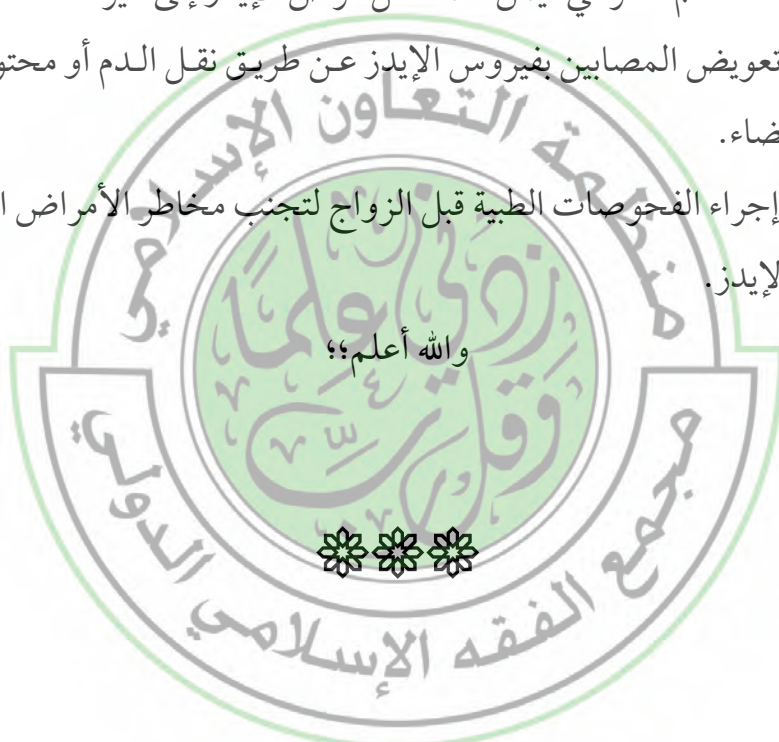 تعويض المصابين بفيروس الإيدز عن طريق نقل الدم أو محتو
ضاء.
إجراء الفحوصات الطبية قبل الزواج لتجنب مخاطر الأمراض ا
لإيدز.
والله أعلم؛؛
منظمة التعاون الإسلامي
وقل رب زدني علما
مجمع الفقه الإسلامي الدولي